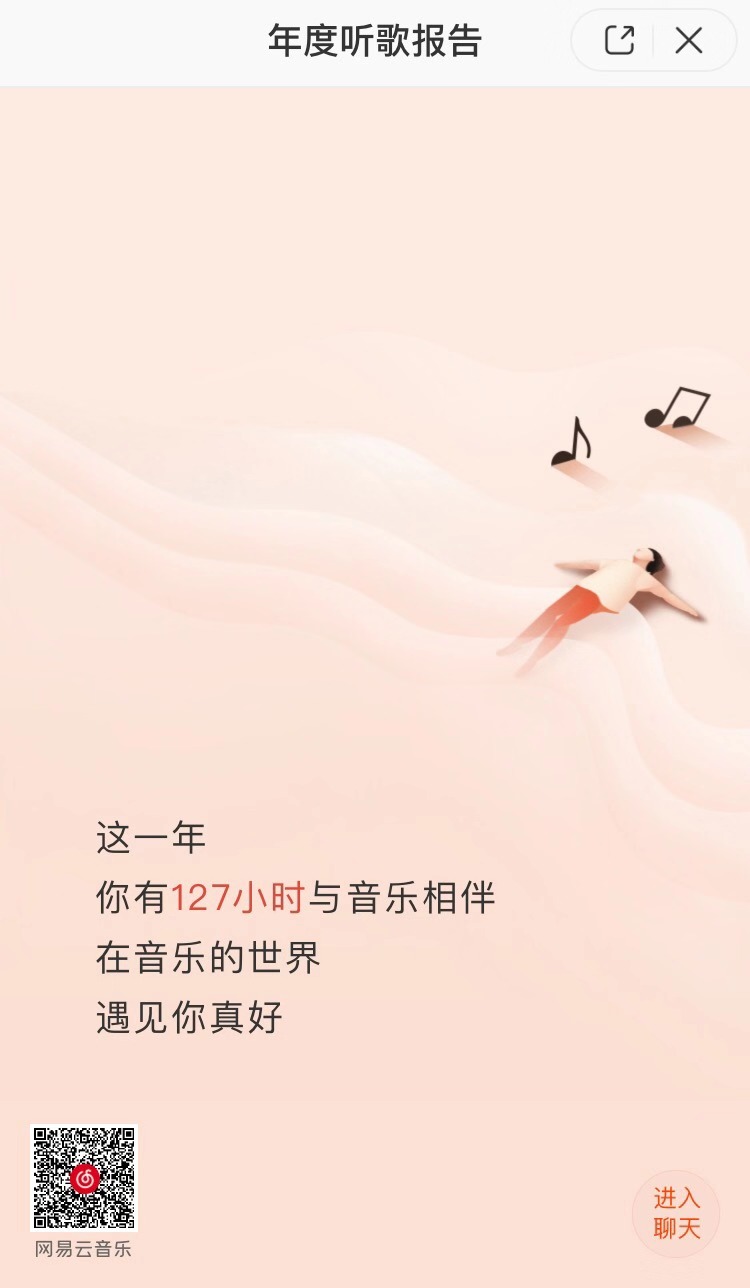 年度听歌报告
这一年
你有127小时与音乐相伴
在音乐的世界
遇见你真好
网易云音乐
进入
聊天